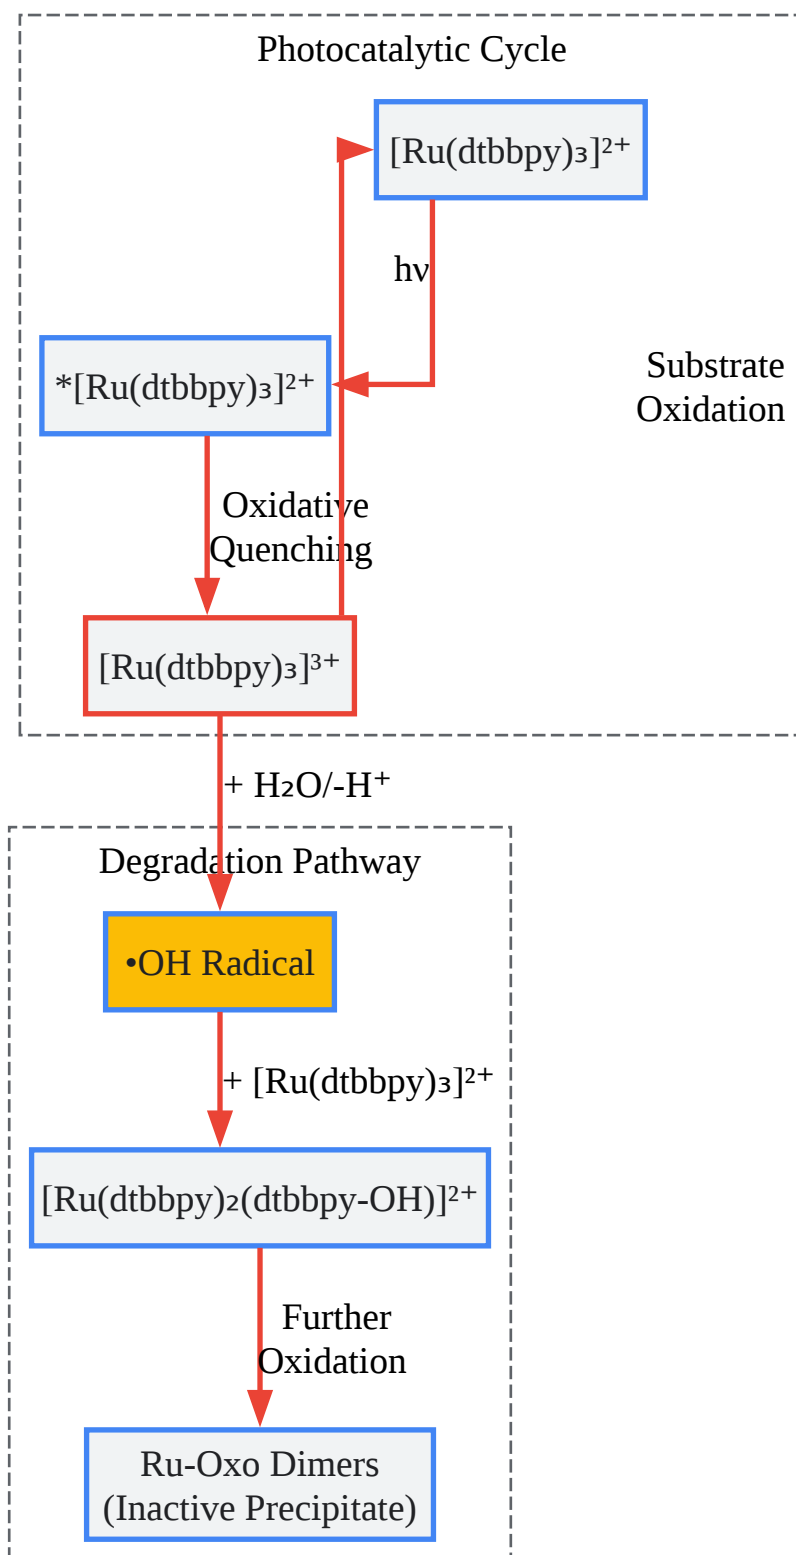 Photocatalytic Cycle
[Ru(dtbbpy)₃]²⁺
hν
*[Ru(dtbbpy)₃]²⁺
Substrate
Oxidation
Oxidative
Quenching
[Ru(dtbbpy)₃]³⁺
+ H₂O/-H⁺
Degradation Pathway
•OH Radical
+ [Ru(dtbbpy)₃]²⁺
[Ru(dtbbpy)₂(dtbbpy-OH)]²⁺
Further
Oxidation
Ru-Oxo Dimers
(Inactive Precipitate)